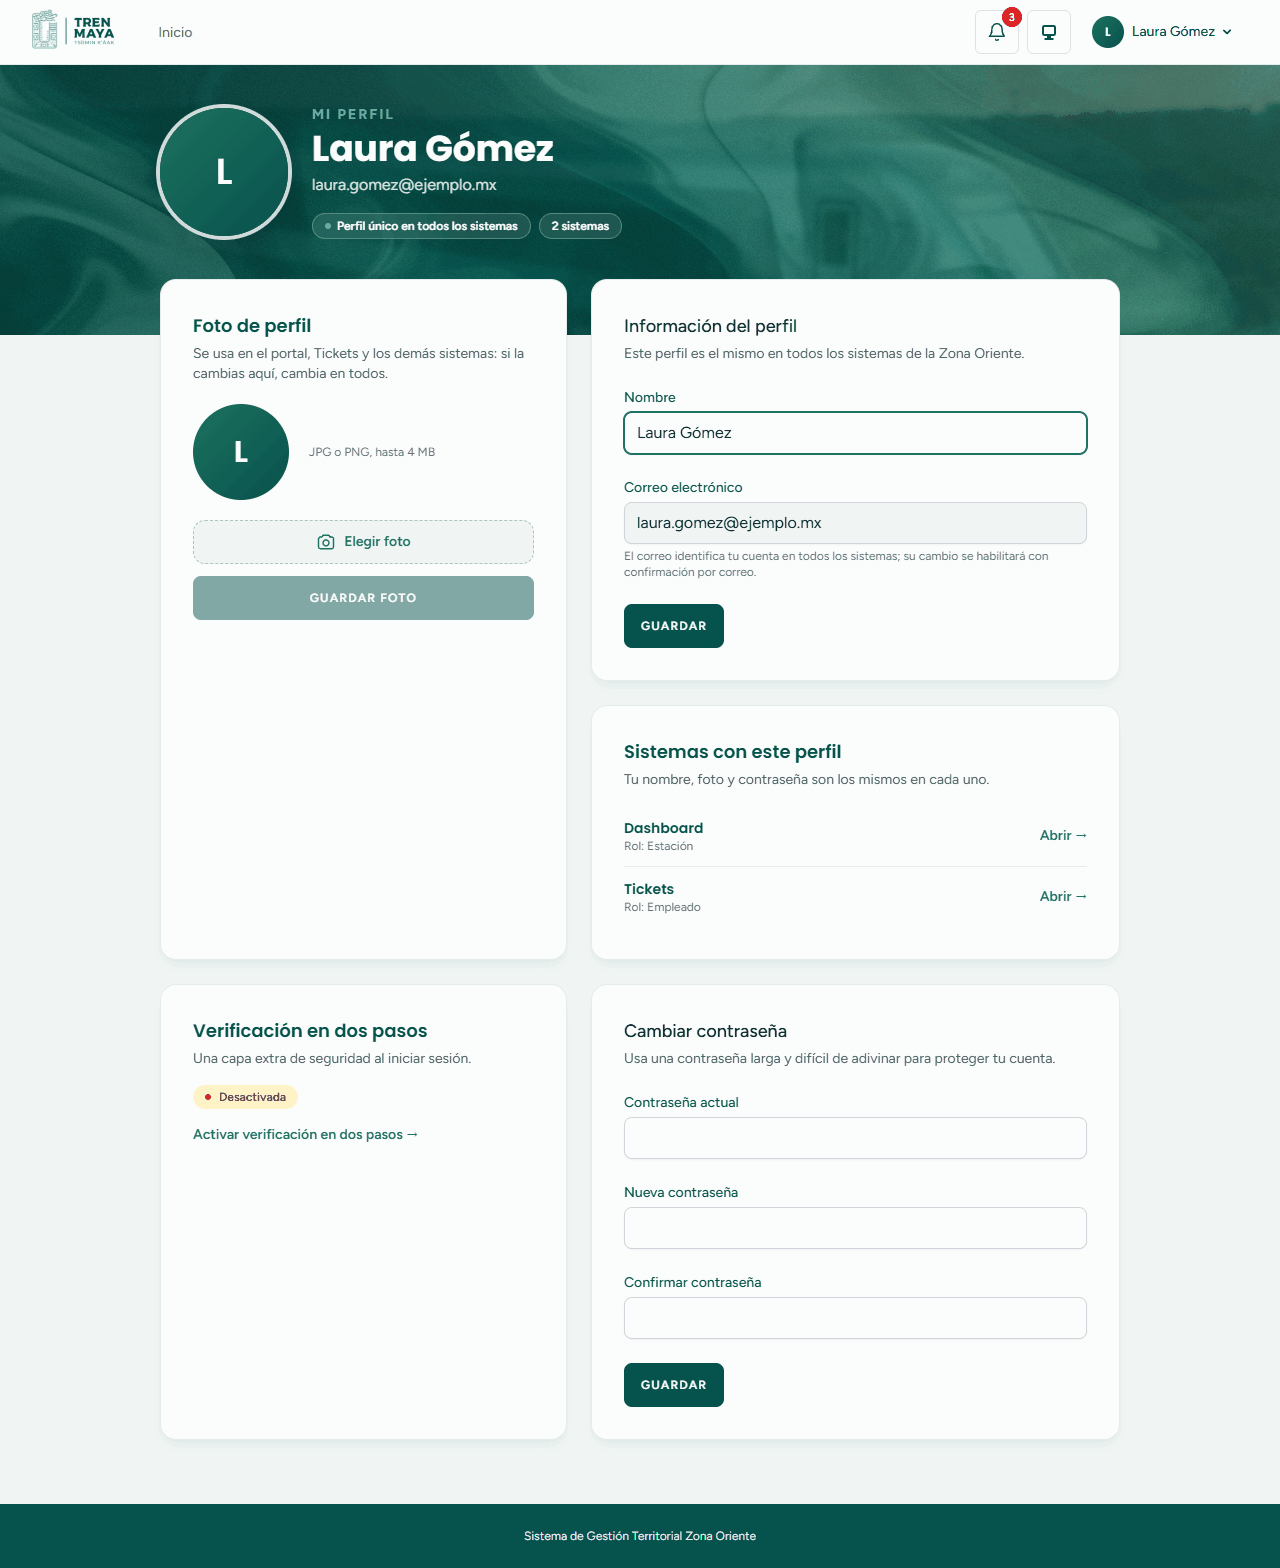 TREN
MAYA
TSÍIMIN K'ÁAK
Inicio
3
L
Laura Gómez
L
MI PERFIL
Laura Gómez
laura.gomez@ejemplo.mx
Perfil único en todos los sistemas
2 sistemas
Foto de perfil
Se usa en el portal, Tickets y los demás sistemas: si la
cambias aquí, cambia en todos.
L
JPG o PNG, hasta 4 MB
Elegir foto
GUARDAR FOTO
Información del perfil
Este perfil es el mismo en todos los sistemas de la Zona Oriente.
Nombre
Laura Gómez
Correo electrónico
laura.gomez@ejemplo.mx
El correo identifica tu cuenta en todos los sistemas; su cambio se habilitará con
confirmación por correo.
GUARDAR
Sistemas con este perfil
Tu nombre, foto y contraseña son los mismos en cada uno.
Dashboard
Rol: Estación
Abrir →
Tickets
Rol: Empleado
Abrir →
Verificación en dos pasos
Una capa extra de seguridad al iniciar sesión.
Desactivada
Activar verificación en dos pasos →
Cambiar contraseña
Usa una contraseña larga y difícil de adivinar para proteger tu cuenta.
Contraseña actual
Nueva contraseña
Confirmar contraseña
GUARDAR
Sistema de Gestión Territorial Zona Oriente